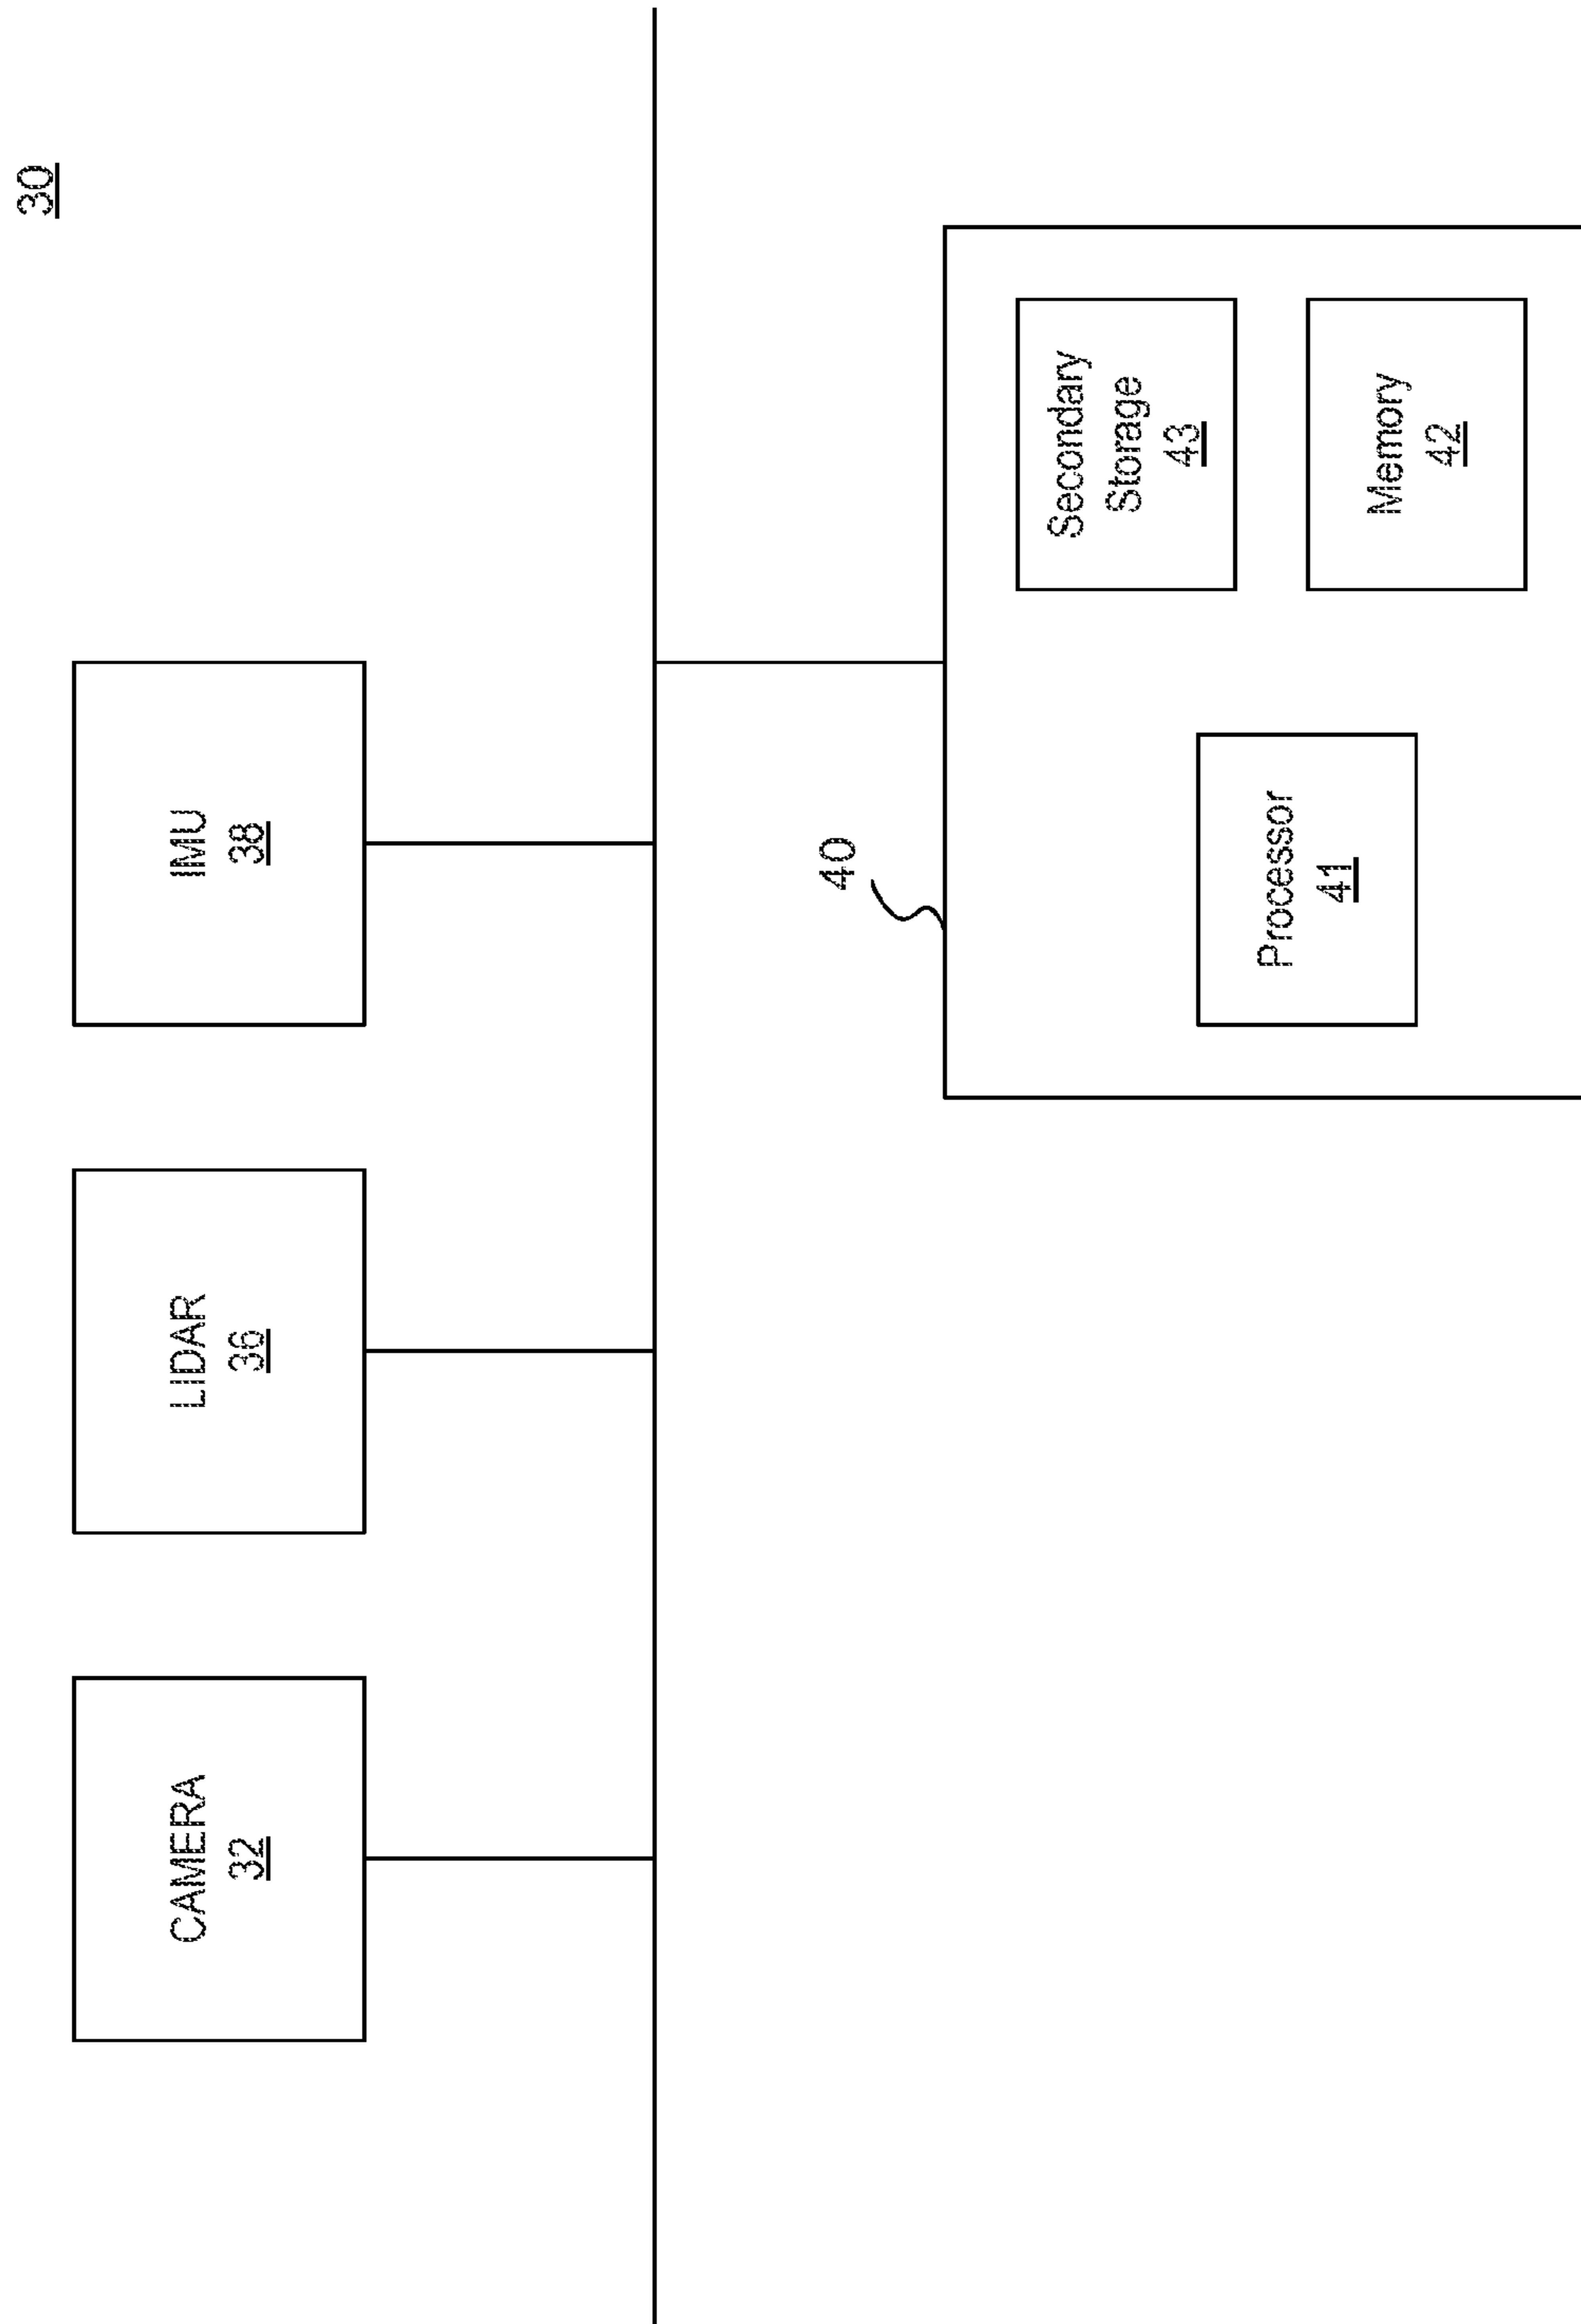 30
CAMERA
32
LIDAR
36
IMU
38
40
Processor
41
Secondary
Storage
43
Memory
42